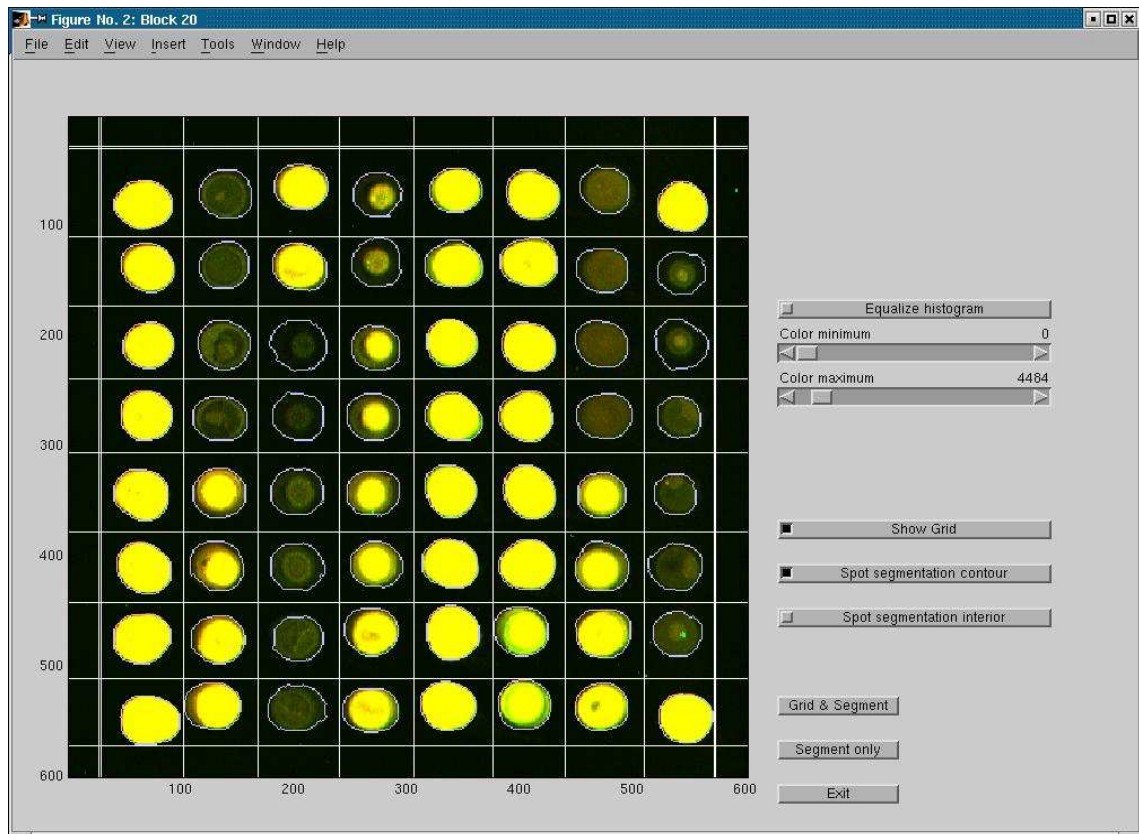 Figure No. 2: Block 20
File Edit View Insert Tools Window Help
100
200
300
400
500
600
100 200 300 400 500 600
Equalize histogram
Color minimum 0
Color maximum 4484
Show Grid
Spot segmentation contour
Spot segmentation interior
Grid & Segment
Segment only
Exit